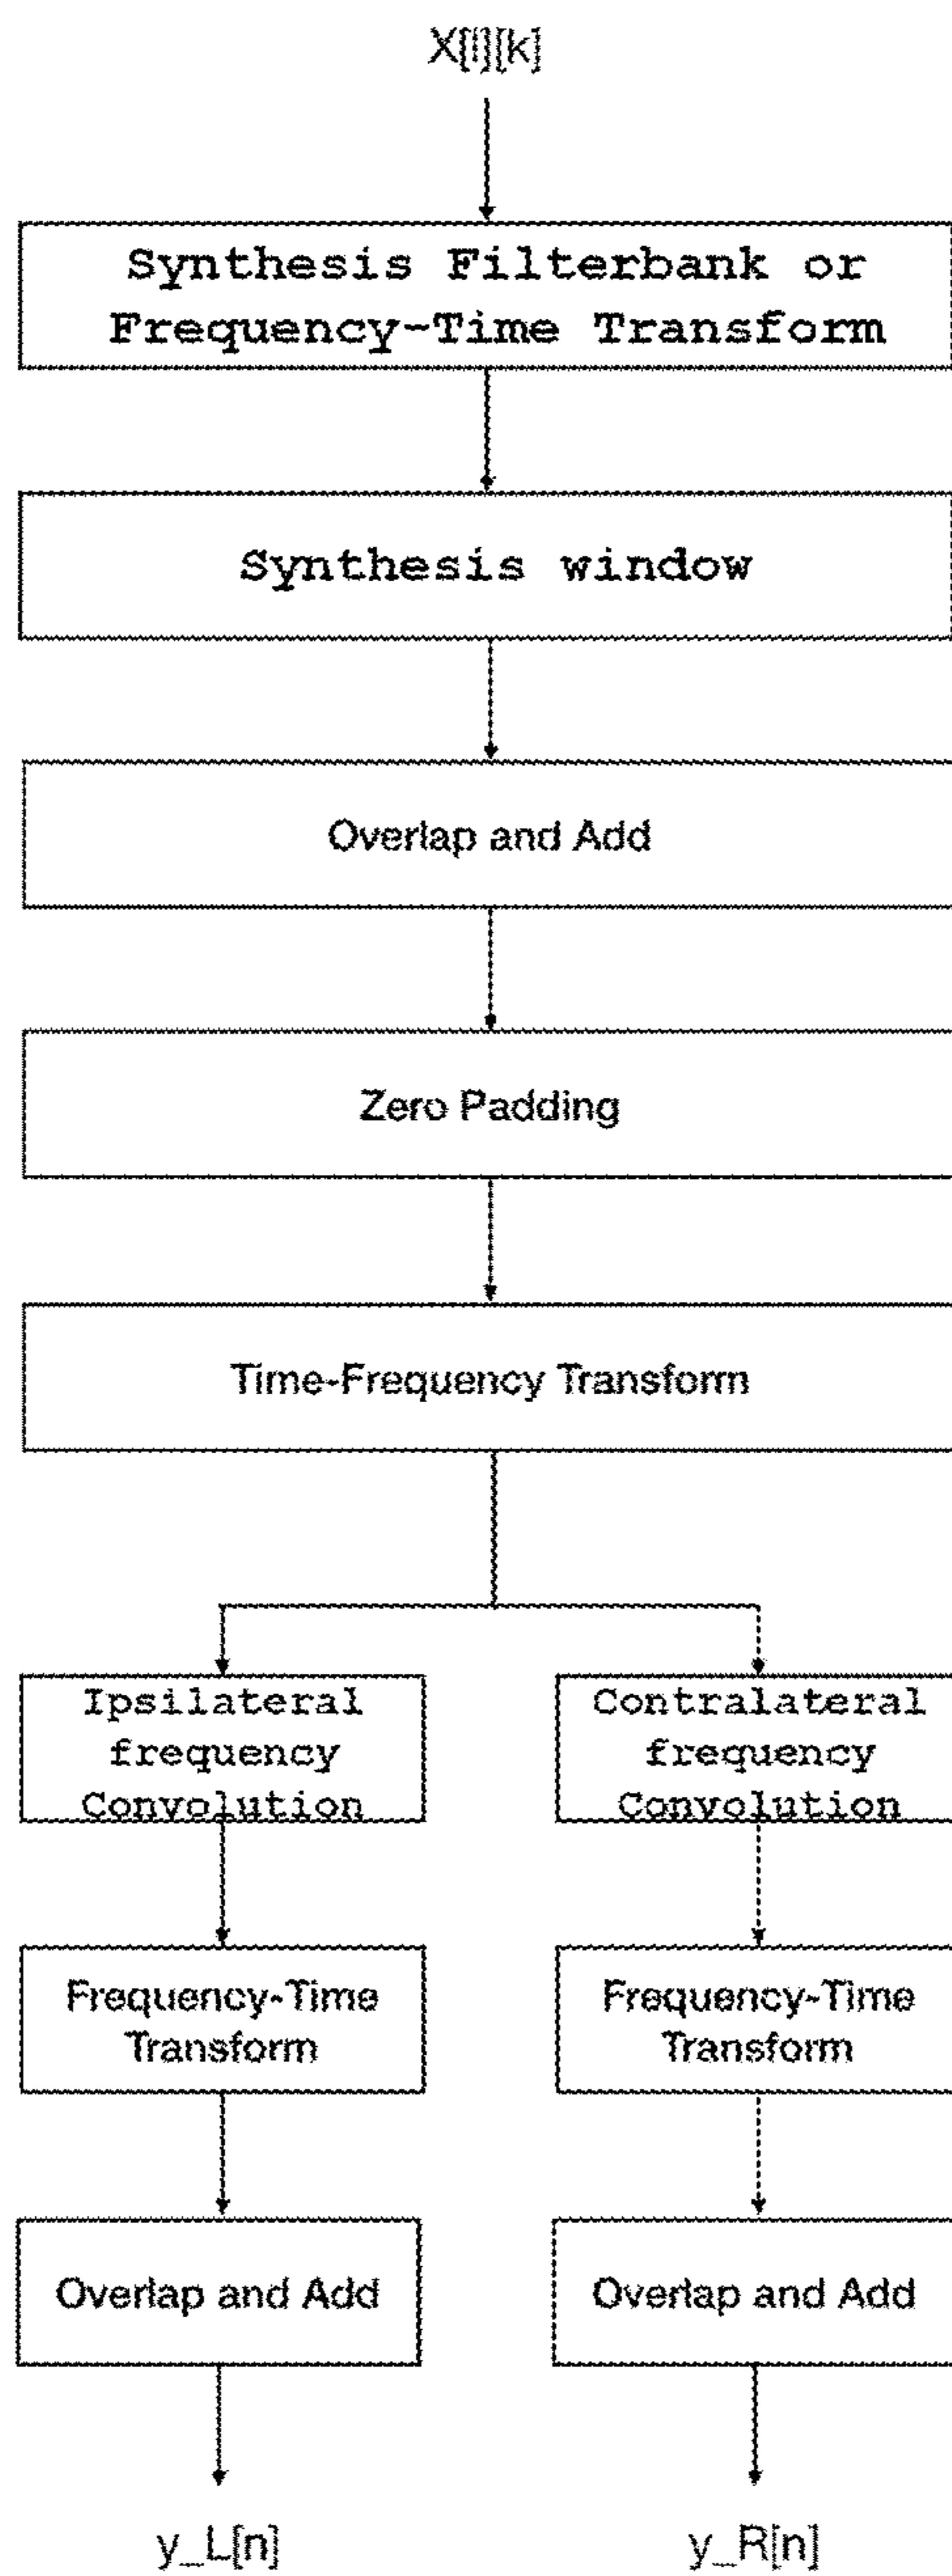 X[l][k]
Synthesis Filterbank or
Frequency-Time Transform
Synthesis window
Overlap and Add
Zero Padding
Time-Frequency Transform
Ipsilateral
frequency
Convolution
Contralateral
frequency
Convolution
Frequency-Time
Transform
Frequency-Time
Transform
Overlap and Add
Overlap and Add
y_L[n]
y_R[n]